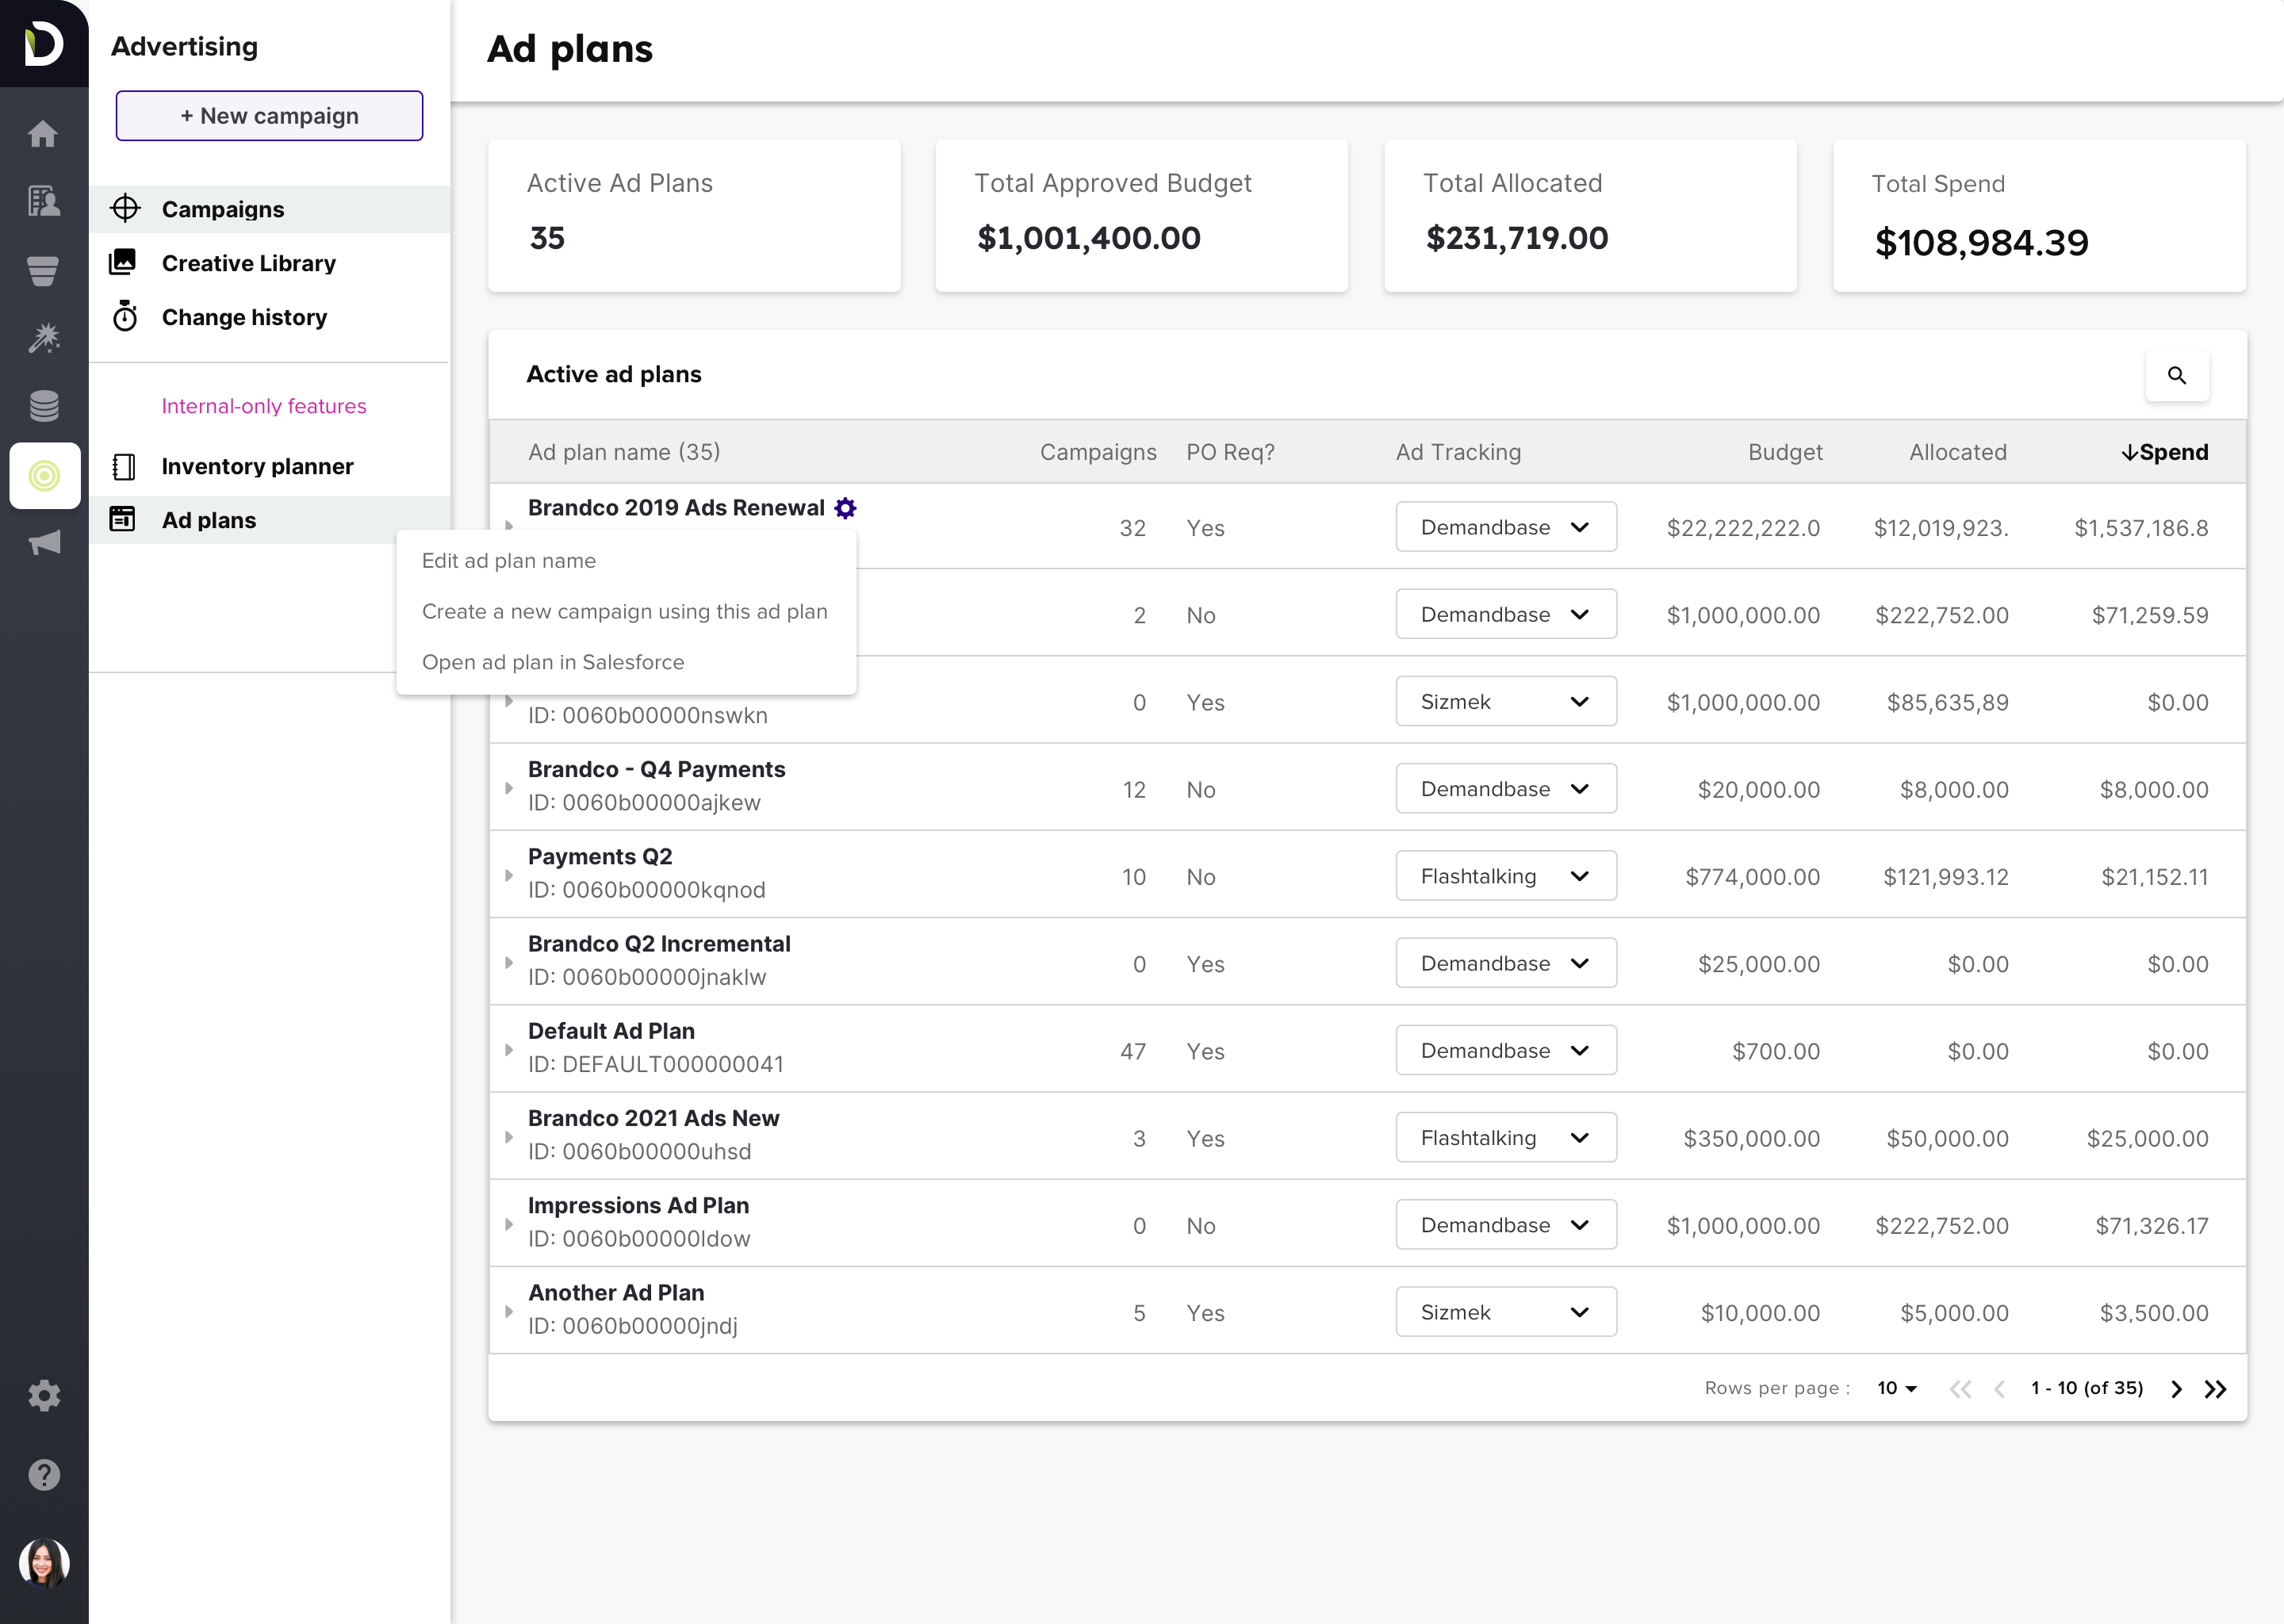 Advertising
+ New campaign
Campaigns
Creative Library
Change history
Internal-only features
Inventory planner
Ad plans
Ad plans
Active Ad Plans
35
Total Approved Budget
$1,001,400.00
Total Allocated
$231,719.00
Total Spend
$108,984.39
Active ad plans
Ad plan name (35) Campaigns PO Req? Ad Tracking Budget Allocated ↓Spend
Brandco 2019 Ads Renewal
32 Yes Demandbase $22,222,222.0 $12,019,923. $1,537,186.8
Edit ad plan name
Create a new campaign using this ad plan
Open ad plan in Salesforce
2 No Demandbase $1,000,000.00 $222,752.00 $71,259.59
ID: 0060b00000nswkn
0 Yes Sizmek $1,000,000.00 $85,635,89 $0.00
Brandco - Q4 Payments
ID: 0060b00000ajkew
12 No Demandbase $20,000.00 $8,000.00 $8,000.00
Payments Q2
ID: 0060b00000kqnod
10 No Flashtalking $774,000.00 $121,993.12 $21,152.11
Brandco Q2 Incremental
ID: 0060b00000jnaklw
0 Yes Demandbase $25,000.00 $0.00 $0.00
Default Ad Plan
ID: DEFAULT000000041
47 Yes Demandbase $700.00 $0.00 $0.00
Brandco 2021 Ads New
ID: 0060b00000uhsd
3 Yes Flashtalking $350,000.00 $50,000.00 $25,000.00
Impressions Ad Plan
ID: 0060b00000ldow
0 No Demandbase $1,000,000.00 $222,752.00 $71,326.17
Another Ad Plan
ID: 0060b00000jndj
5 Yes Sizmek $10,000.00 $5,000.00 $3,500.00
Rows per page : 10 1 - 10 (of 35)